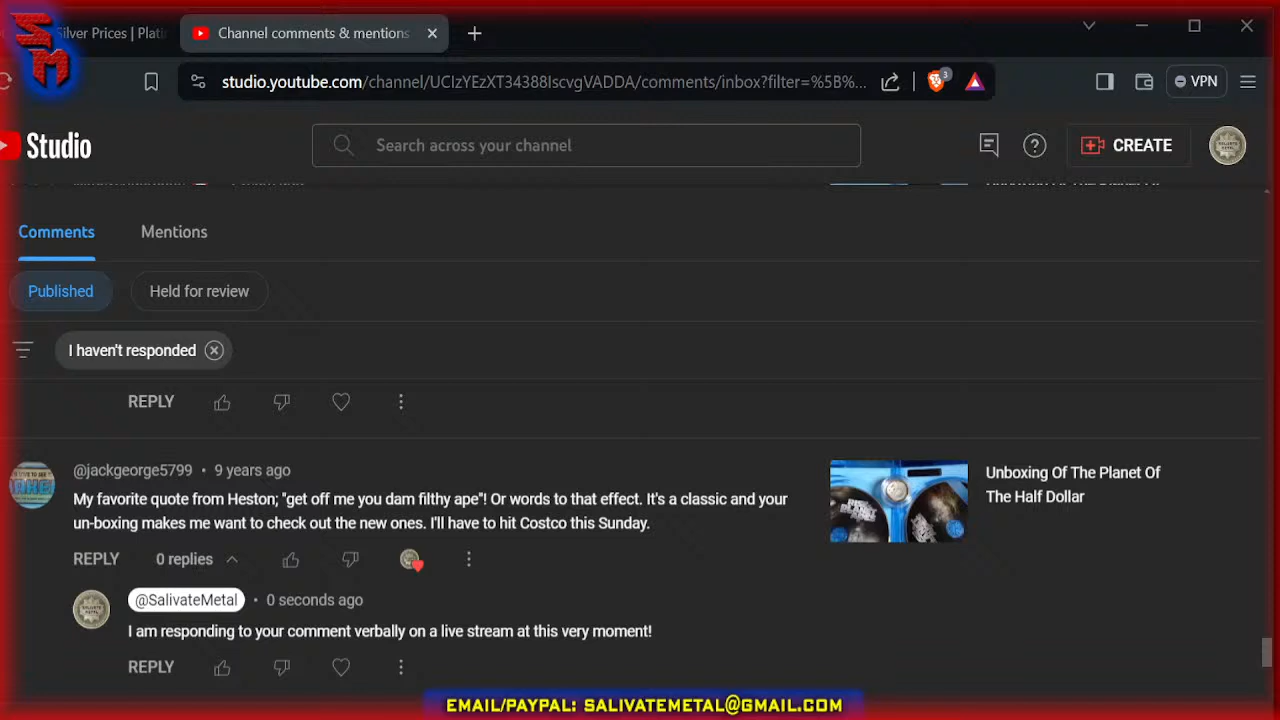 SM
Silver Prices | Plati
Channel comments & mentions
studio.youtube.com/channel/UCIzYEzXT34388IscvgVADDA/comments/inbox?filter=%5B%...
3
VPN
Studio
Search across your channel
CREATE
Comments
Mentions
Published
Held for review
I haven't responded
REPLY
@jackgeorge5799 • 9 years ago
My favorite quote from Heston; "get off me you dam filthy ape"! Or words to that effect. It's a classic and your
un-boxing makes me want to check out the new ones. I'll have to hit Costco this Sunday.
Unboxing Of The Planet Of
The Half Dollar
REPLY
0 replies
@SalivateMetal • 0 seconds ago
I am responding to your comment verbally on a live stream at this very moment!
REPLY
EMAIL/PAYPAL: SALIVATEMETAL@GMAIL.COM